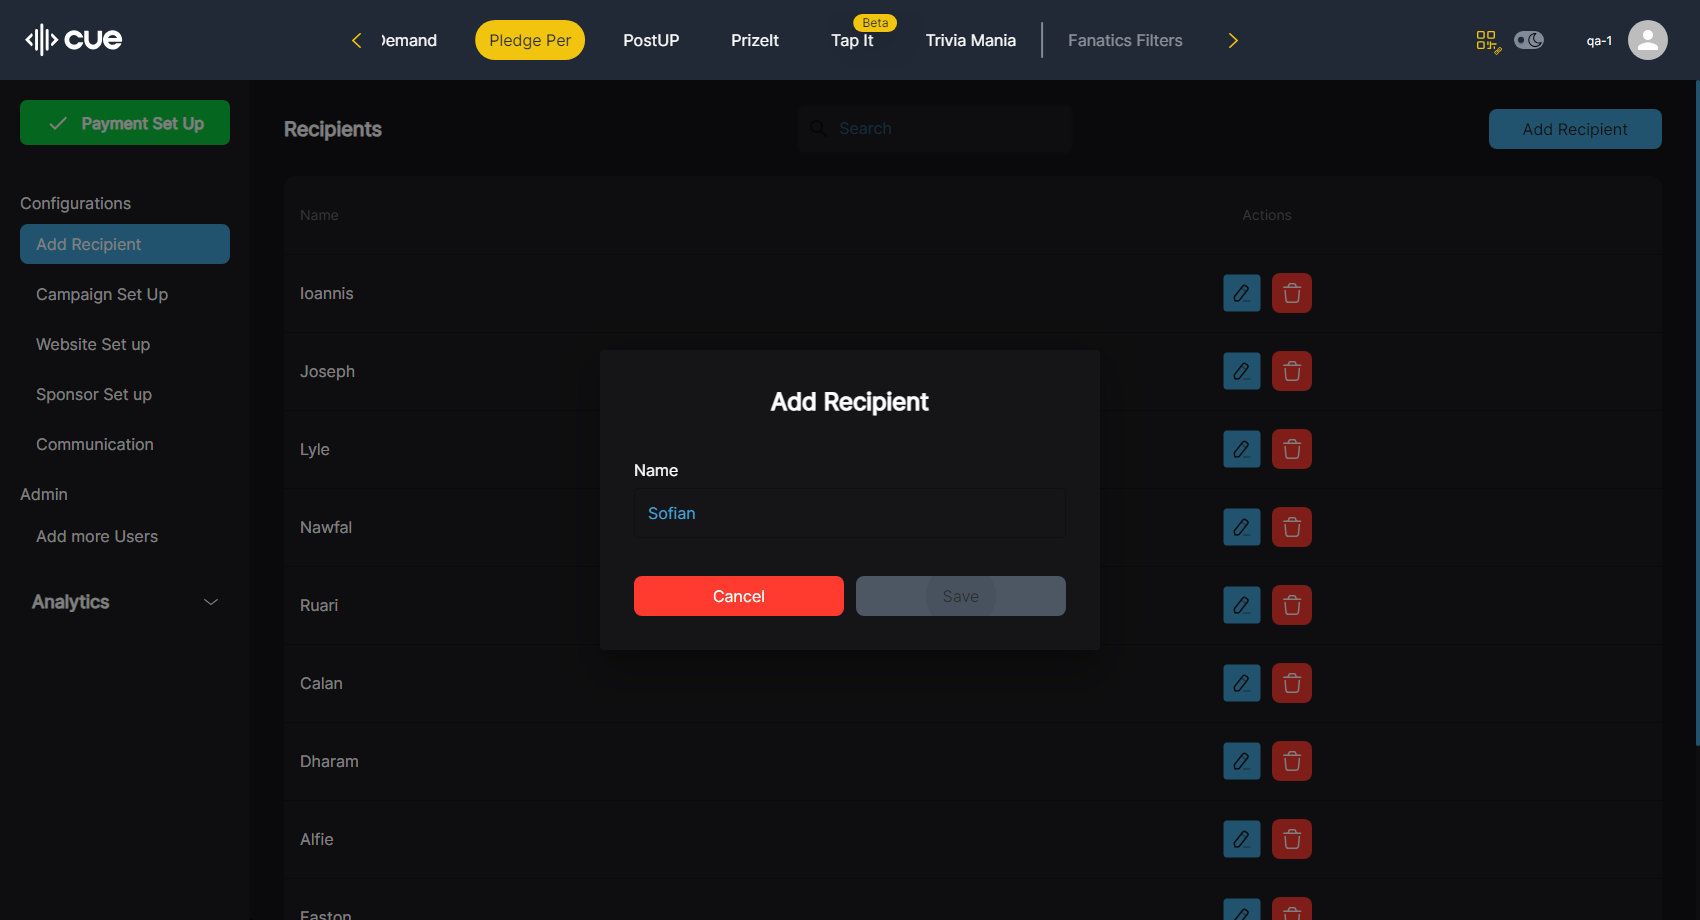 cue
Demand
Pledge Per
PostUP
PrizeIt
Beta
Tap It
Trivia Mania
Fanatics Filters
qa-1
Payment Set Up
Configurations
Add Recipient
Campaign Set Up
Website Set up
Sponsor Set up
Communication
Admin
Add more Users
Analytics
Recipients
Search
Add Recipient
Name
Actions
Ioannis
Joseph
Lyle
Nawfal
Ruari
Calan
Dharam
Alfie
Easton
Add Recipient
Name
Sofian
Cancel
Save